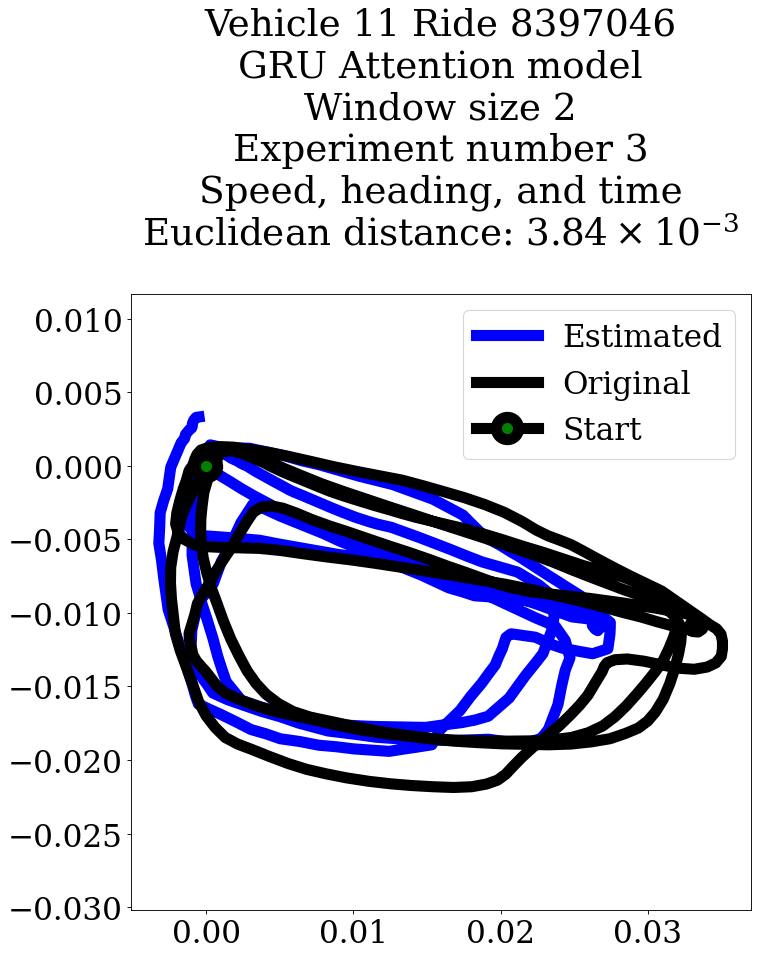 Vehicle 11 Ride 8397046
GRU Attention model
Window size 2
Experiment number 3
Speed, heading, and time
Euclidean distance: 3.84 × 10⁻³
Estimated
Original
Start
0.010
0.005
0.000
−0.005
−0.010
−0.015
−0.020
−0.025
−0.030
0.00 0.01 0.02 0.03